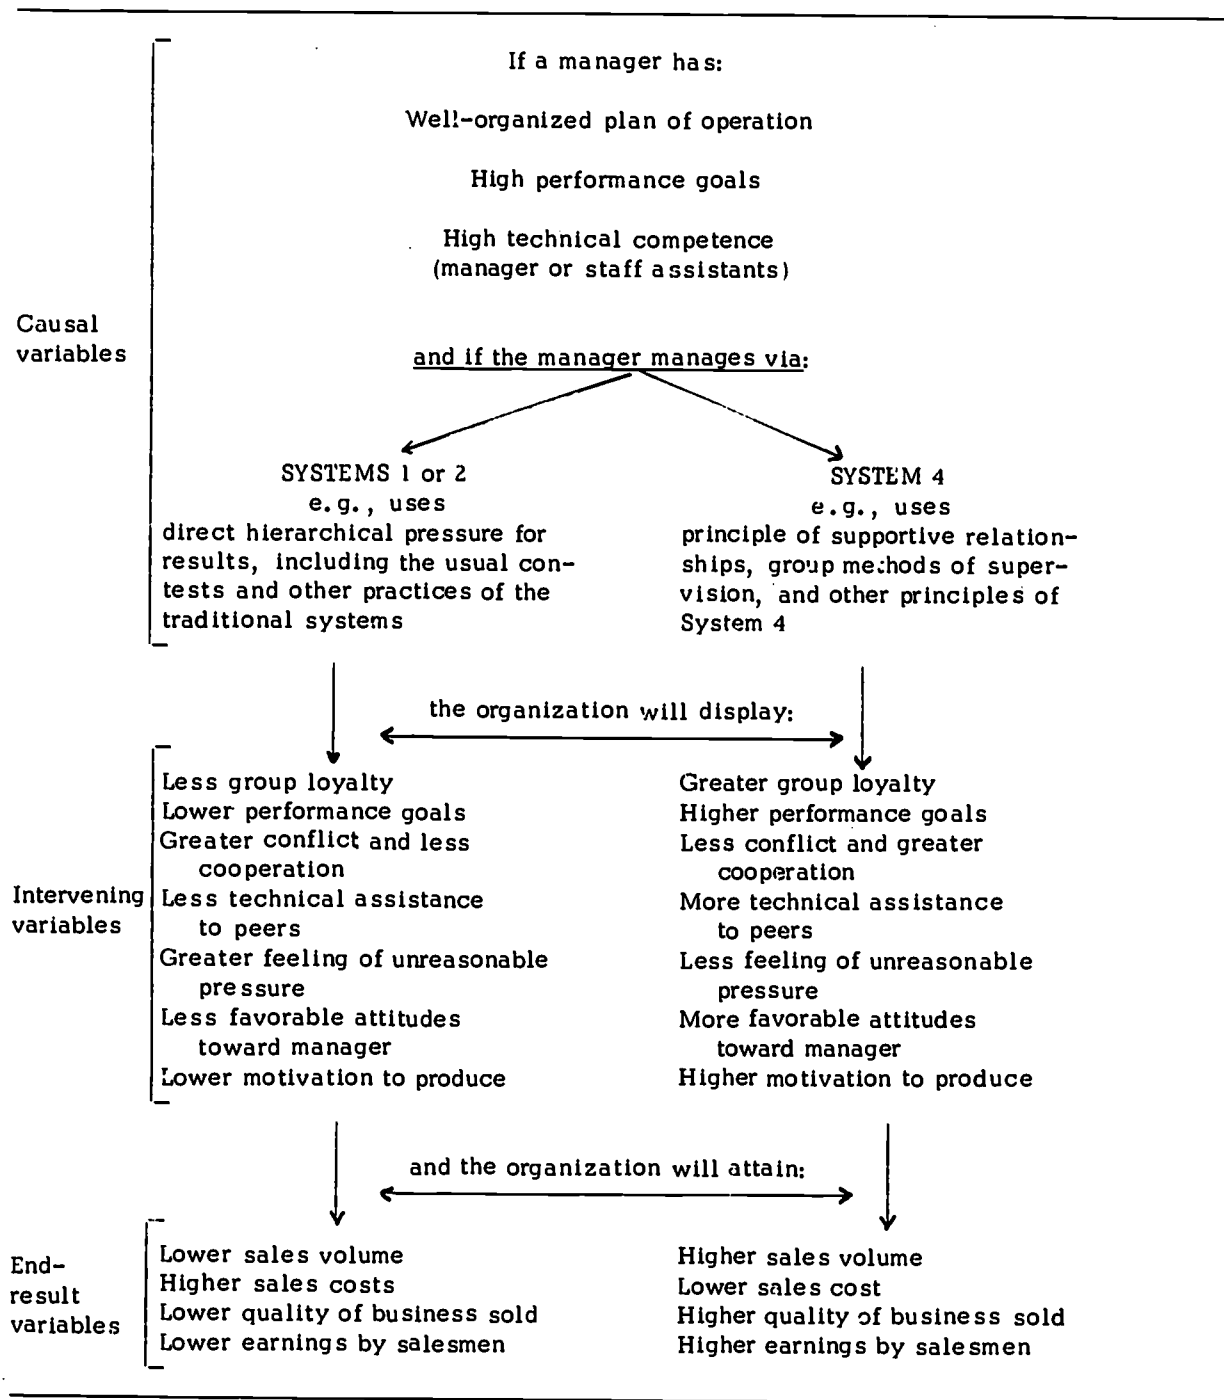 If a manager has:
Well-organized plan of operation
High performance goals
High technical competence
(manager or staff assistants)
Causal
variables
and if the manager manages via:
SYSTEMS 1 or 2
e.g., uses
direct hierarchical pressure for
results, including the usual con-
tests and other practices of the
traditional systems
SYSTEM 4
e.g., uses
principle of supportive relation-
ships, group methods of super-
vision, and other principles of
System 4
the organization will display:
Intervening
variables
Less group loyalty
Lower performance goals
Greater conflict and less
cooperation
Less technical assistance
to peers
Greater feeling of unreasonable
pressure
Less favorable attitudes
toward manager
Lower motivation to produce
Greater group loyalty
Higher performance goals
Less conflict and greater
cooperation
More technical assistance
to peers
Less feeling of unreasonable
pressure
More favorable attitudes
toward manager
Higher motivation to produce
and the organization will attain:
End-
result
variables
Lower sales volume
Higher sales costs
Lower quality of business sold
Lower earnings by salesmen
Higher sales volume
Lower sales cost
Higher quality of business sold
Higher earnings by salesmen